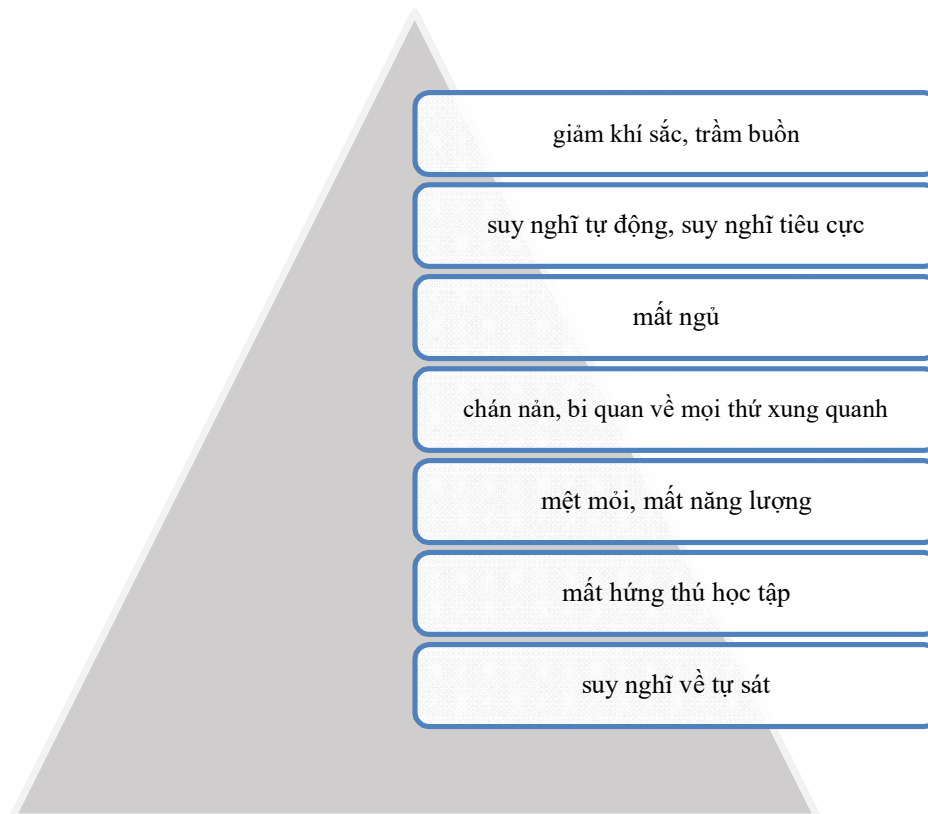 giảm khí sắc, trầm buồn
suy nghĩ tự động, suy nghĩ tiêu cực
mất ngủ
chán nản, bi quan về mọi thứ xung quanh
mệt mỏi, mất năng lượng
mất hứng thú học tập
suy nghĩ về tự sát